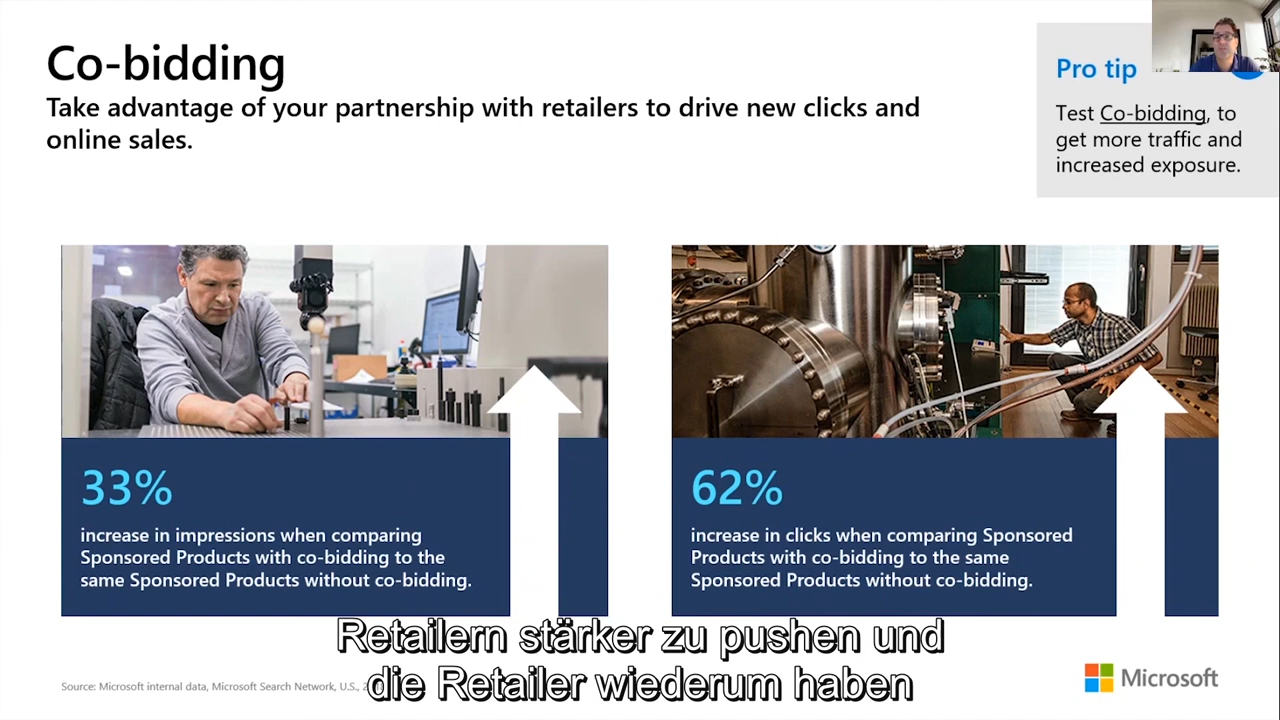 Co-bidding
Take advantage of your partnership with retailers to drive new clicks and
online sales.
Pro tip
Test Co-bidding, to
get more traffic and
increased exposure.
33%
increase in impressions when comparing
Sponsored Products with co-bidding to the
same Sponsored Products without co-bidding.
62%
increase in clicks when comparing Sponsored
Products with co-bidding to the same
Sponsored Products without co-bidding.
Retailern stärker zu pushen und
die Retailer wiederum haben
Source: Microsoft internal data, Microsoft Search Network, U.S.,
Microsoft